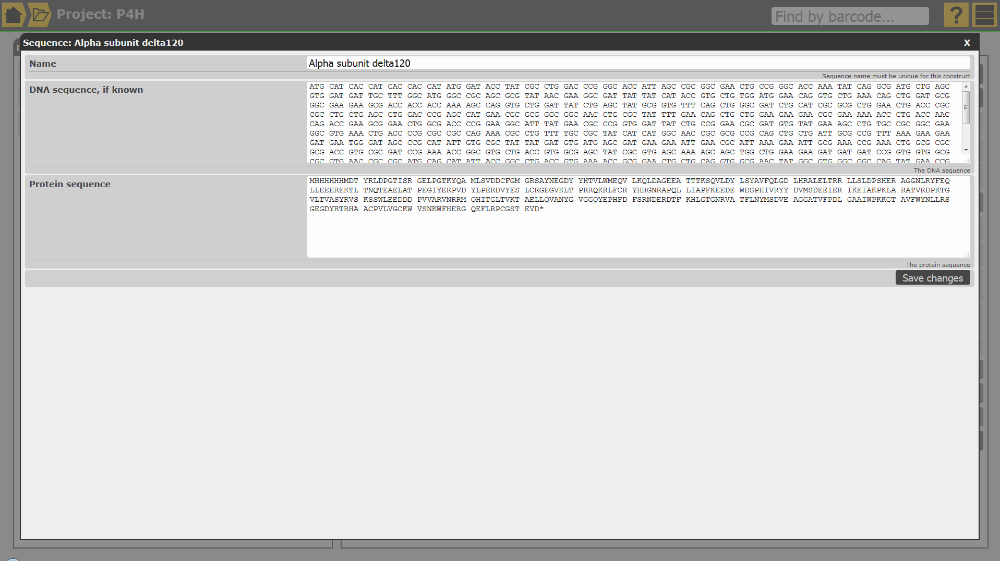 Project: P4H
Find by barcode...
?
Sequence: Alpha subunit delta120
X
Name
Alpha subunit delta120
Sequence name must be unique for this construct
DNA sequence, if known
ATG CAT CAC CAT CAC CAC CAT ATG GAT ACC TAT CGC CTG GAC CCG GGC ACC ATT AGC CGC GGC GAA CTG CCG GGC ACC AAA TAT CAG GCG ATG CTG AGC
GTG GAT GAT TGC TTT GGC ATG GGC CGC AGC GCG TAT AAC GAA GGC GAT TAT TAT CAT ACC GTG CTG TGG ATG GAA CAG GTG CTG AAA CAG CTG GAT GCG
GGC GAA GAA GCG ACC ACC ACC AAA AGC CAG GTG CTG GAT TAT CTG AGC TAT GCG GTG TTT CAG CTG GGC GAT CTG CAT CGC GCG CTG GAA CTG ACC CGC
CGC CTG CTG AGC CTG GAC CCG AGC CAT GAA CGC GCG GGC GGC AAC CTG CGC TAT TTT GAA CAG CTG CTG GAA GAA GAA CGC GAA AAA ACC CTG ACC AAC
CAG ACC GAA GCG GAA CTG GCG ACC CCG GAA GGC ATT TAT GAA CGC CCG GTG GAT TAT CTG CCG GAA CGC GAT GTG TAT GAA AGC CTG TGC CGC GGC GAA
GGC GTG AAA CTG ACC CCG CGC CGC CAG AAA CGC CTG TTT TGC CGC TAT CAT CAT GGC AAC CGC GCG CCG CAG CTG CTG ATT GCG CCG TTT AAA GAA GAA
GAT GAA TGG GAT AGC CCG CAT ATT GTG CGC TAT TAT GAT GTG ATG AGC GAT GAA GAA ATT GAA CGC ATT AAA GAA ATT GCG AAA CCG AAA CTG GCG CGC
GCG ACC GTG CGC GAT CCG AAA ACC GGC GTG CTG ACC GTG GCG AGC TAT CGC GTG AGC AAA AGC AGC TGG CTG GAA GAA GAT GAT GAT CCG GTG GTG GCG
CGC GTG AAC CGC CGC ATG CAG CAT ATT ACC GGC CTG ACC GTG AAA ACC GCG GAA CTG CTG CAG GTG GCG AAC TAT GGC GTG GGC GGC CAG TAT GAA CCG
The DNA sequence
Protein sequence
MHHHHHHMDT YRLDPGTISR GELPGTKYQA MLSVDDCFGM GRSAYNEGDY YHTVLWMEQV LKQLDAGEEA TTTKSQVLDY LSYAVFQLGD LHRALELTRR LLSLDPSHER AGGNLRYFEQ
LLEEEREKTL TNQTEAELAT PEGIYERPVD YLPERDVYES LCRGEGVKLT PRRQKRLFCR YHHGNRAPQL LIAPFKEEDE WDSPHIVRYY DVMSDEEIER IKEIAKPKLA RATVRDPKTG
VLTVASYRVS KSSWLEEDDD PVVARVNRRM QHITGLTVKT AELLQVANYG VGGQYEPHFD FSRNDERDTF KHLGTGNRVA TFLNYMSDVE AGGATVFPDL GAAIWPKKGT AVFWYNLLRS
GEGDYRTRHA ACPVLVGCKW VSNKWFHERG QEFLRPCGST EVD*
The protein sequence
Save changes